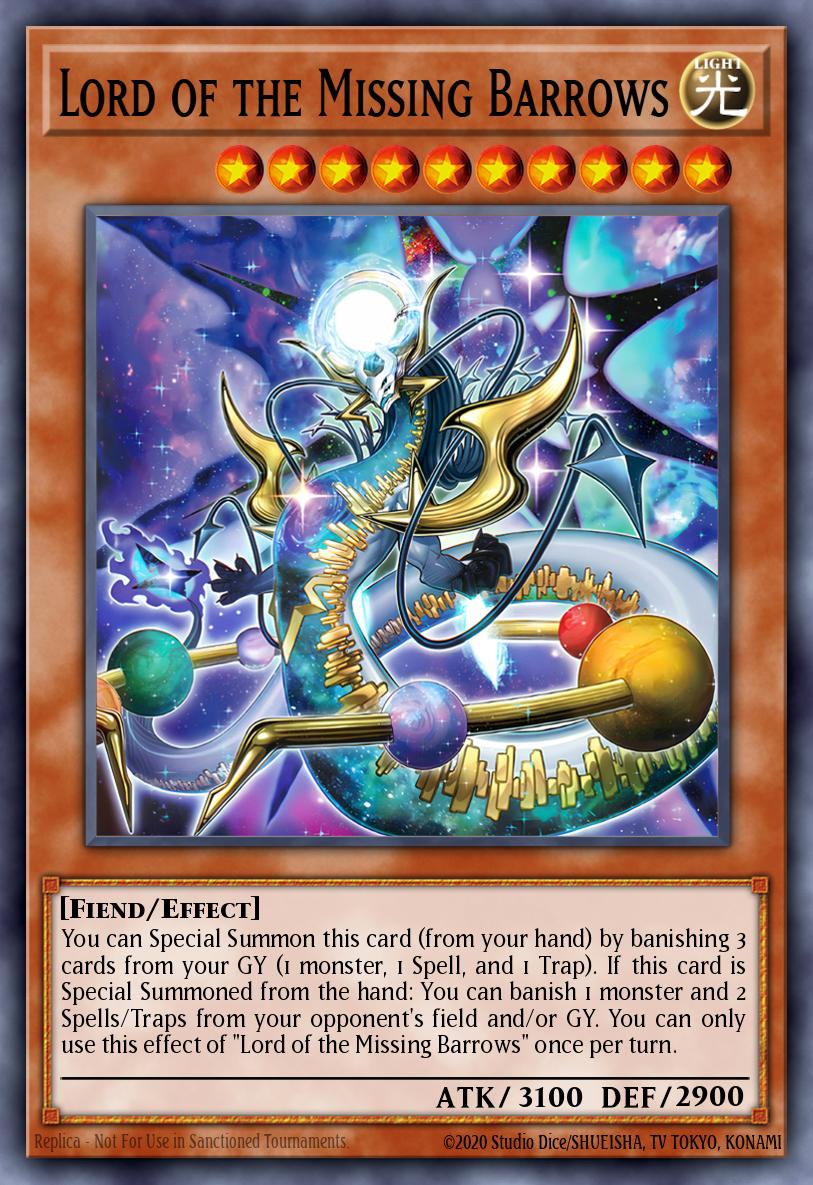 Lord of the Missing Barrows
LIGHT
光
[Fiend/Effect]
You can Special Summon this card (from your hand) by banishing 3
cards from your GY (1 monster, 1 Spell, and 1 Trap). If this card is
Special Summoned from the hand: You can banish 1 monster and 2
Spells/Traps from your opponent's field and/or GY. You can only
use this effect of "Lord of the Missing Barrows" once per turn.
ATK/ 3100 DEF/2900
Replica - Not For Use in Sanctioned Tournaments.
©2020 Studio Dice/SHUEISHA, TV TOKYO, KONAMI